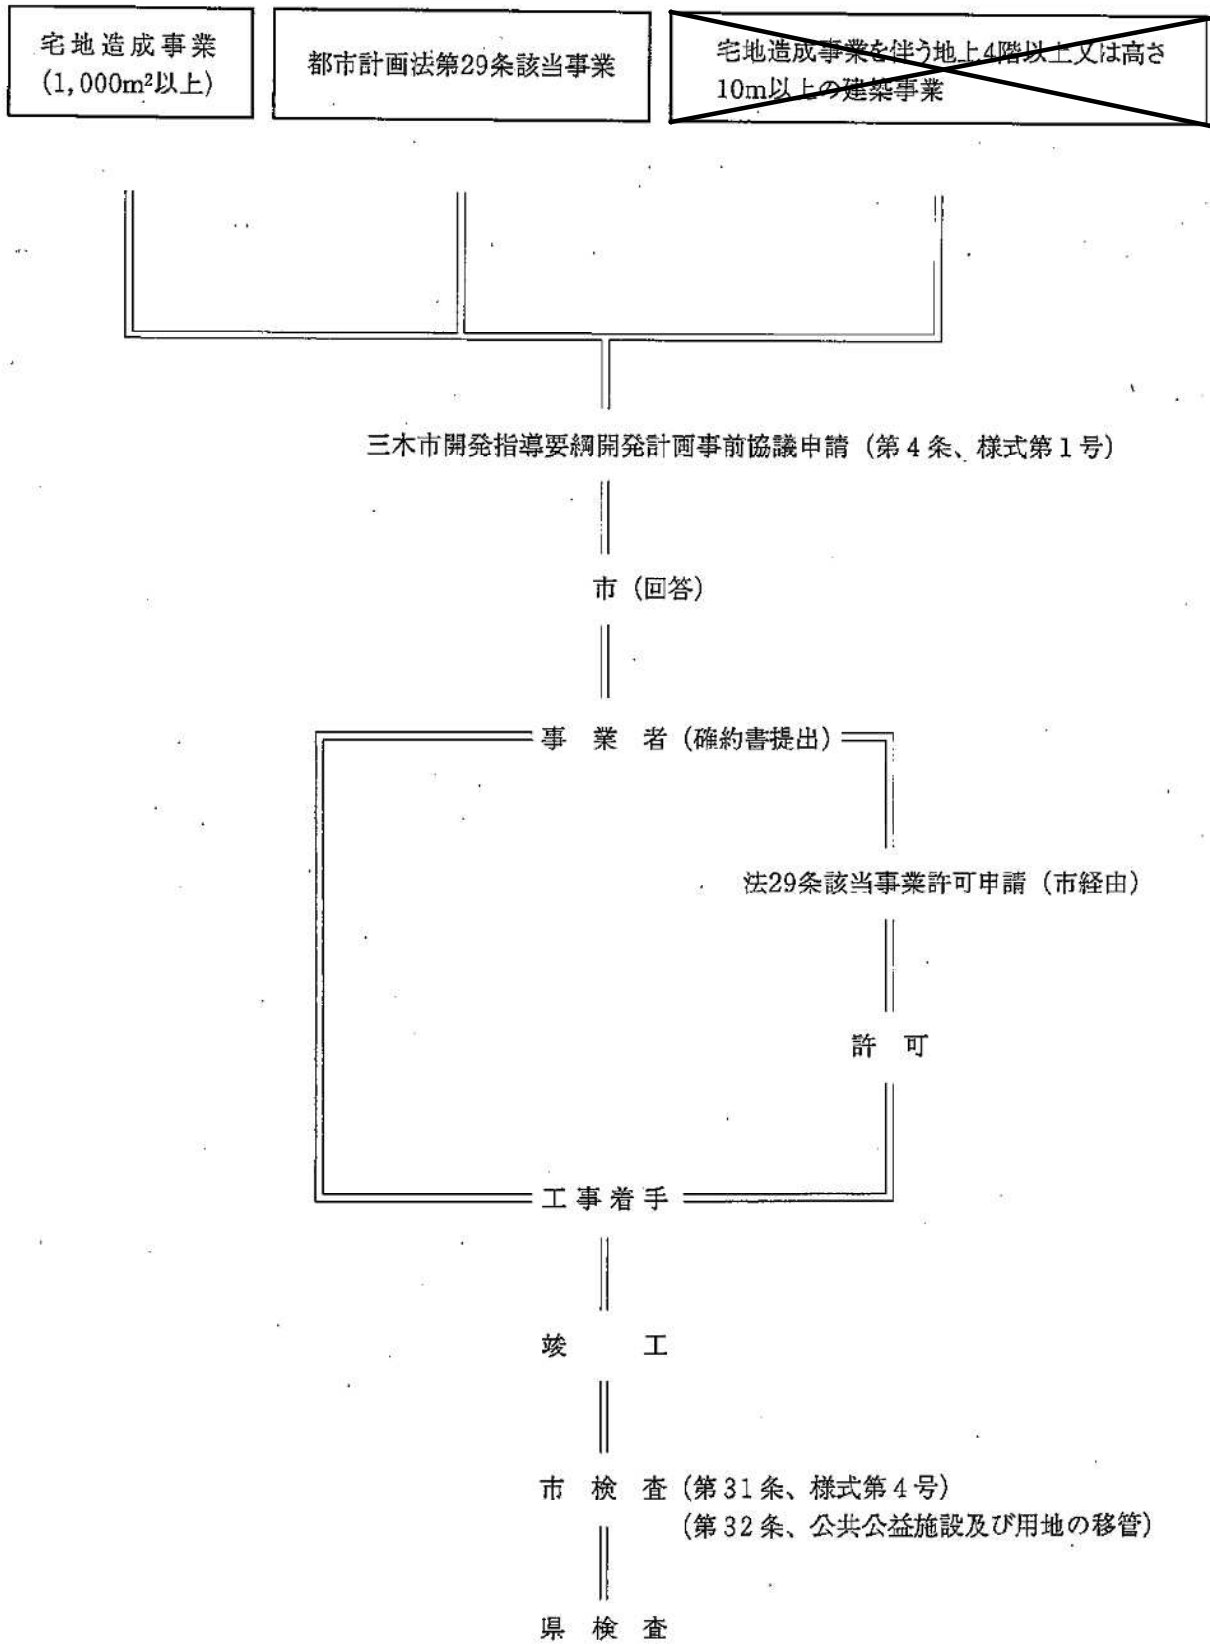 宅地造成事業
(1,000m²以上)
都市計画法第29条該当事業
宅地造成事業を伴う地上4階以上又は高さ
10m以上の建築事業
三木市開発指導要綱開発計画事前協議申請（第4条、様式第1号）
市（回答）
事業者（確約書提出）
法29条該当事業許可申請（市経由）
許可
工事着手
竣工
市検査（第31条、様式第4号）
（第32条、公共公益施設及び用地の移管）
県検査